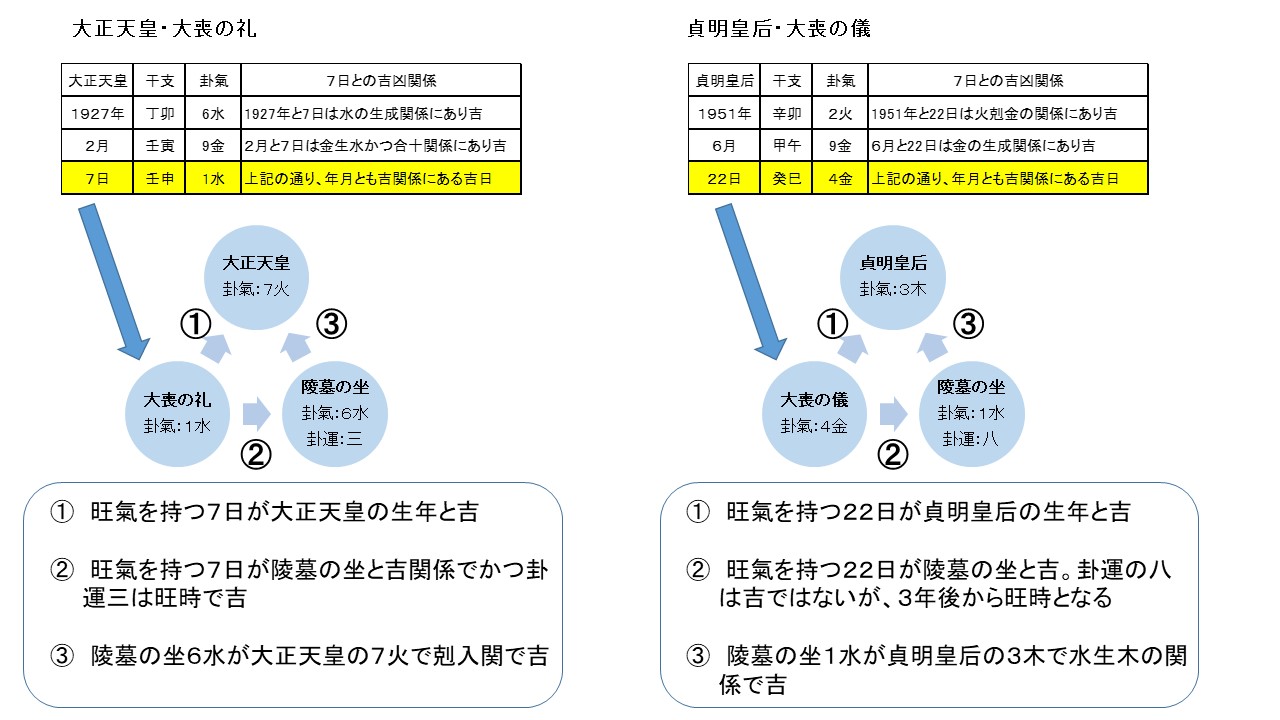 大正天皇・大喪の礼
大正天皇 干支 卦氣 7日との吉凶関係
1927年 丁卯 6水 1927年と7日は水の生成関係にあり吉
2月 壬寅 9金 2月と7日は金生水かつ合十関係にあり吉
7日 壬申 1水 上記の通り、年月とも吉関係にある吉日
大正天皇
卦氣：7火
①
③
大喪の礼
卦氣：1水
陵墓の坐
卦氣：6水
卦運：三
②
① 旺氣を持つ7日が大正天皇の生年と吉
② 旺氣を持つ7日が陵墓の坐と吉関係でかつ卦
運三は旺時で吉
③ 陵墓の坐6水が大正天皇の7火で剋入関で吉
貞明皇后・大喪の儀
貞明皇后 干支 卦氣 7日との吉凶関係
1951年 辛卯 2火 1951年と22日は火剋金の関係にあり吉
6月 甲午 9金 6月と22日は金の生成関係にあり吉
22日 癸巳 4金 上記の通り、年月とも吉関係にある吉日
貞明皇后
卦氣：3木
①
③
大喪の儀
卦氣：4金
陵墓の坐
卦氣：1水
卦運：八
②
① 旺氣を持つ22日が貞明皇后の生年と吉
② 旺氣を持つ22日が陵墓の坐と吉。卦運の八
は吉ではないが、3年後から旺時となる
③ 陵墓の坐1水が貞明皇后の3木で水生木の関
係で吉